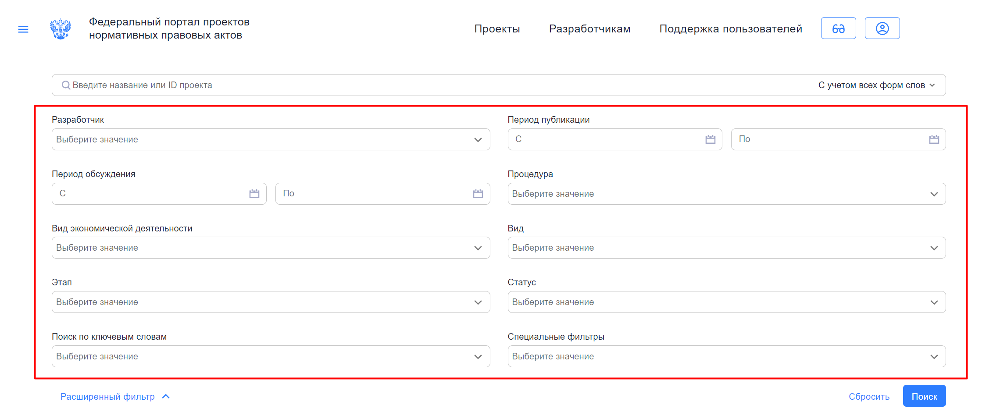 Федеральный портал проектов
нормативных правовых актов
Проекты
Разработчикам
Поддержка пользователей
Введите название или ID проекта
С учетом всех форм слов
Разработчик
Выберите значение
Период публикации
С
По
Период обсуждения
С
По
Процедура
Выберите значение
Вид экономической деятельности
Выберите значение
Вид
Выберите значение
Этап
Выберите значение
Статус
Выберите значение
Поиск по ключевым словам
Выберите значение
Специальные фильтры
Выберите значение
Расширенный фильтр
Сбросить
Поиск